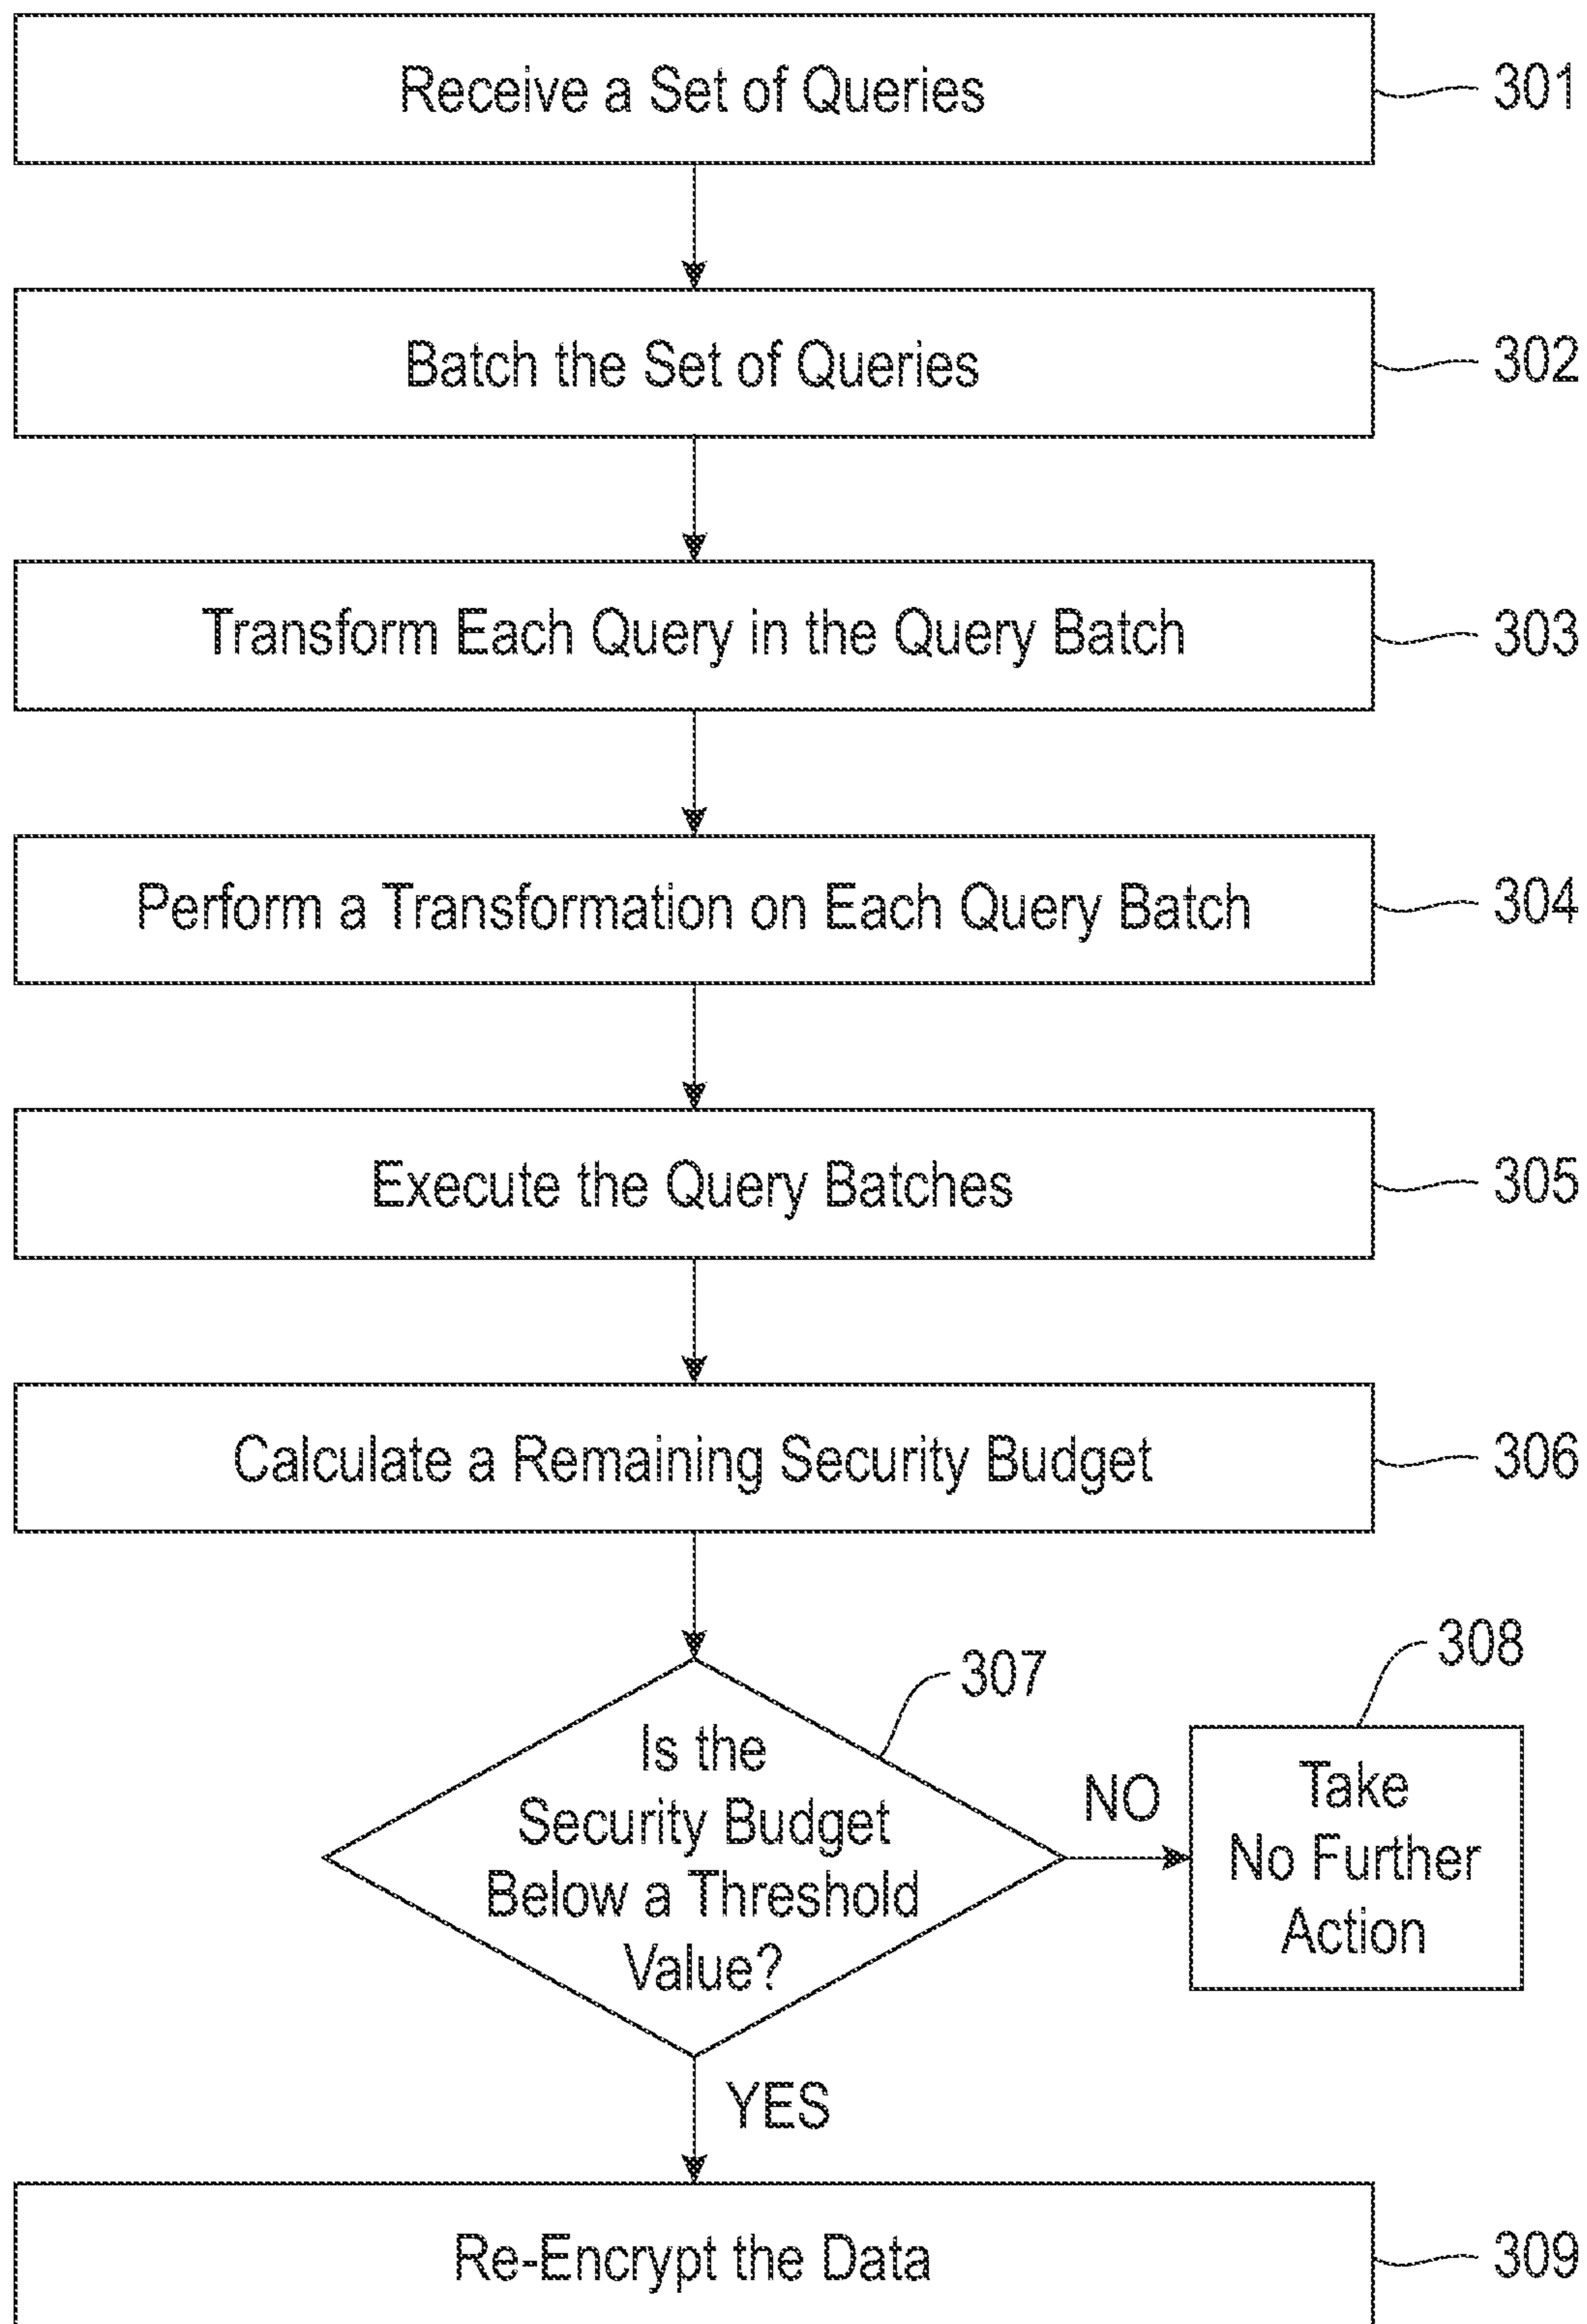 Receive a Set of Queries
301
Batch the Set of Queries
302
Transform Each Query in the Query Batch
303
Perform a Transformation on Each Query Batch
304
Execute the Query Batches
305
Calculate a Remaining Security Budget
306
307
Is the
Security Budget
Below a Threshold
Value?
NO
308
Take
No Further
Action
YES
Re-Encrypt the Data
309